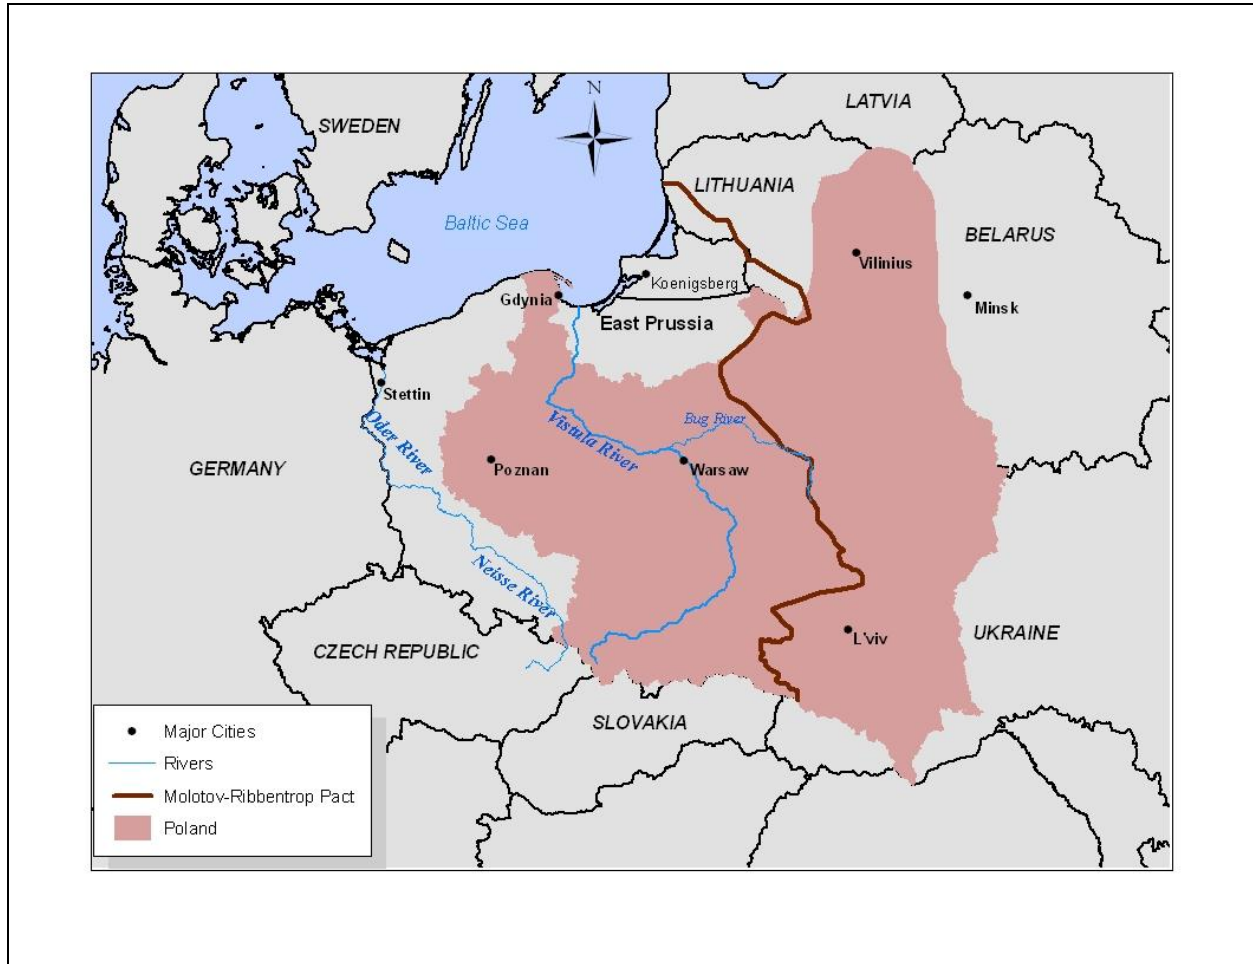 N
LATVIA
SWEDEN
LITHUANIA
Baltic Sea
BELARUS
Vilinius
Koenigsberg
Gdynia
Minsk
East Prussia
Stettin
Oder River
Vistula River
Bug River
GERMANY
Poznan
Warsaw
Neisse River
L'viv
UKRAINE
CZECH REPUBLIC
SLOVAKIA
Major Cities
Rivers
Molotov-Ribbentrop Pact
Poland